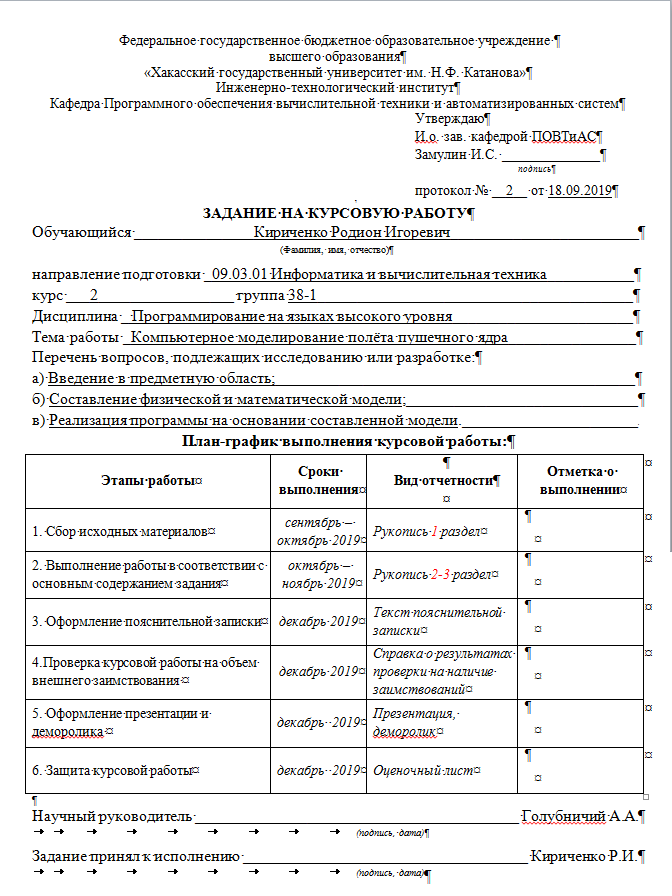 Федеральное государственное бюджетное образовательное учреждение
высшего образования
«Хакасский государственный университет им. Н.Ф. Катанова»
Инженерно-технологический институт
Кафедра Программного обеспечения вычислительной техники и автоматизированных систем
Утверждаю
И.о. зав. кафедрой ПОВТиАС
Замулин И.С. ______________
подпись
протокол № __2__ от 18.09.2019
ЗАДАНИЕ НА КУРСОВУЮ РАБОТУ
Обучающийся Кириченко Родион Игоревич
(Фамилия, имя, отчество)
направление подготовки 09.03.01 Информатика и вычислительная техника
курс 2 группа 38-1
Дисциплина Программирование на языках высокого уровня
Тема работы Компьютерное моделирование полёта пушечного ядра
Перечень вопросов, подлежащих исследованию или разработке:
а) Введение в предметную область;
б) Составление физической и математической модели;
в) Реализация программы на основании составленной модели.
План-график выполнения курсовой работы:
Этапы работы Сроки выполнения Вид отчетности Отметка о выполнении
1. Сбор исходных материалов сентябрь – октябрь 2019 Рукопись 1 раздел
2. Выполнение работы в соответствии с основным содержанием задания октябрь – ноябрь 2019 Рукопись 2-3 раздел
3. Оформление пояснительной записки декабрь 2019 Текст пояснительной записки
4.Проверка курсовой работы на объем внешнего заимствования декабрь 2019 Справка о результатах проверки на наличие заимствований
5. Оформление презентации и деморолика декабрь 2019 Презентация, деморолик
6. Защита курсовой работы декабрь 2019 Оценочный лист
Научный руководитель ______________ Голубничий А.А.
(подпись, дата)
Задание принял к исполнению ______________ Кириченко Р.И.
(подпись, дата)